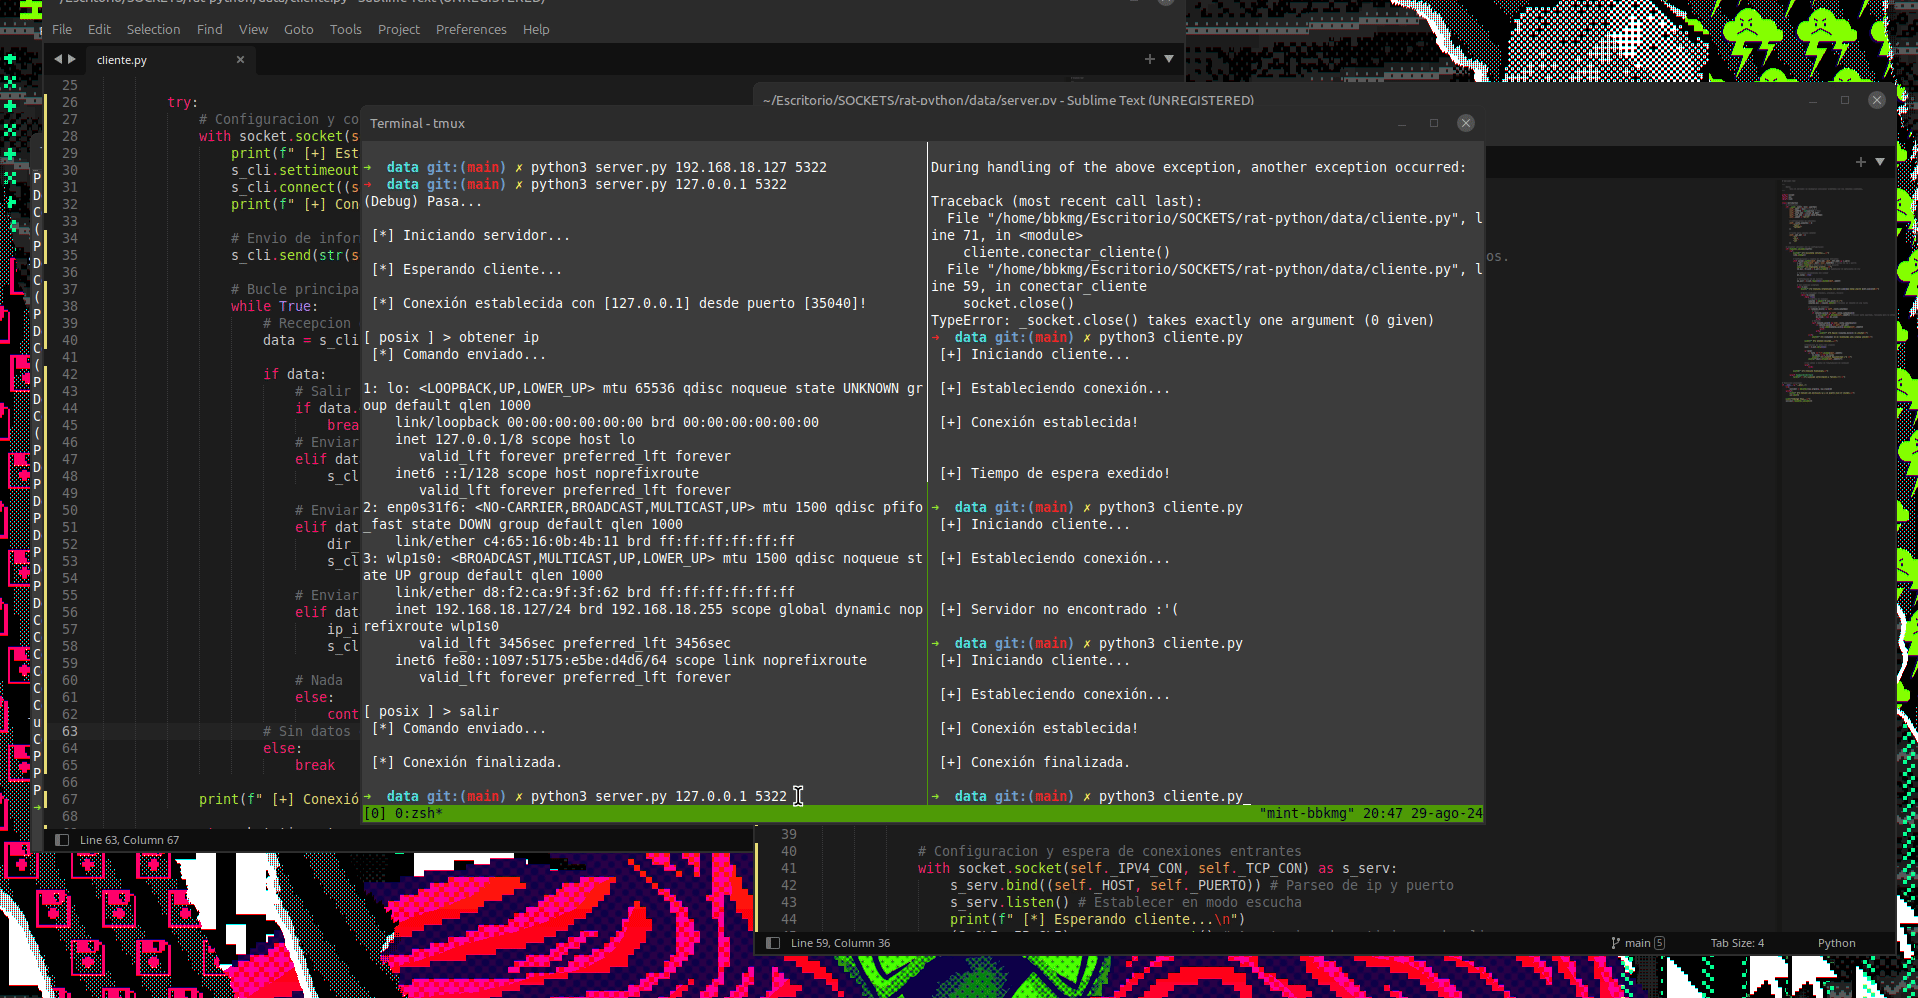 ~/Escritorio/SOCKETS/rat-python/data/cliente.py - Sublime Text (UNREGISTERED)
File Edit Selection Find View Goto Tools Project Preferences Help
cliente.py
25
26 try:
27 # Configuracion y co
28 with socket.socket(s
29 print(f" [+] Est
30 s_cli.settimeout
31 s_cli.connect((s
32 print(f" [+] Con
33
34 # Envio de infor
35 s_cli.send(str(s
36
37 # Bucle principa
38 while True:
39 # Recepcion
40 data = s_cli
41
42 if data:
43 # Salir
44 if data.
45 brea
46 # Enviar
47 elif dat
48 s_cl
49
50 # Enviar
51 elif dat
52 dir_
53 s_cl
54
55 # Enviar
56 elif dat
57 ip_i
58 s_cl
59
60 # Nada
61 else:
62 cont
63 # Sin datos
64 else:
65 break
66
67 print(f" [+] Conexió
68
Line 63, Column 67
~/Escritorio/SOCKETS/rat-python/data/server.py - Sublime Text (UNREGISTERED)
os.
Terminal - tmux
➜ data git:(main) ✗ python3 server.py 192.168.18.127 5322
➜ data git:(main) ✗ python3 server.py 127.0.0.1 5322
(Debug) Pasa...
[*] Iniciando servidor...
[*] Esperando cliente...
[*] Conexión establecida con [127.0.0.1] desde puerto [35040]!
[ posix ] > obtener ip
[*] Comando enviado...
1: lo: <LOOPBACK,UP,LOWER_UP> mtu 65536 qdisc noqueue state UNKNOWN gr
oup default qlen 1000
link/loopback 00:00:00:00:00:00 brd 00:00:00:00:00:00
inet 127.0.0.1/8 scope host lo
valid_lft forever preferred_lft forever
inet6 ::1/128 scope host noprefixroute
valid_lft forever preferred_lft forever
2: enp0s31f6: <NO-CARRIER,BROADCAST,MULTICAST,UP> mtu 1500 qdisc pfifo
_fast state DOWN group default qlen 1000
link/ether c4:65:16:0b:4b:11 brd ff:ff:ff:ff:ff:ff
3: wlp1s0: <BROADCAST,MULTICAST,UP,LOWER_UP> mtu 1500 qdisc noqueue st
ate UP group default qlen 1000
link/ether d8:f2:ca:9f:3f:62 brd ff:ff:ff:ff:ff:ff
inet 192.168.18.127/24 brd 192.168.18.255 scope global dynamic nop
refixroute wlp1s0
valid_lft 3456sec preferred_lft 3456sec
inet6 fe80::1097:5175:e5be:d4d6/64 scope link noprefixroute
valid_lft forever preferred_lft forever
[ posix ] > salir
[*] Comando enviado...
[*] Conexión finalizada.
➜ data git:(main) ✗ python3 server.py 127.0.0.1 5322
During handling of the above exception, another exception occurred:
Traceback (most recent call last):
File "/home/bbkmg/Escritorio/SOCKETS/rat-python/data/cliente.py", l
ine 71, in <module>
cliente.conectar_cliente()
File "/home/bbkmg/Escritorio/SOCKETS/rat-python/data/cliente.py", l
ine 59, in conectar_cliente
socket.close()
TypeError: _socket.close() takes exactly one argument (0 given)
➜ data git:(main) ✗ python3 cliente.py
[+] Iniciando cliente...
[+] Estableciendo conexión...
[+] Conexión establecida!
[+] Tiempo de espera exedido!
➜ data git:(main) ✗ python3 cliente.py
[+] Iniciando cliente...
[+] Estableciendo conexión...
[+] Servidor no encontrado :'(
➜ data git:(main) ✗ python3 cliente.py
[+] Iniciando cliente...
[+] Estableciendo conexión...
[+] Conexión establecida!
[+] Conexión finalizada.
➜ data git:(main) ✗ python3 cliente.py_
[0] 0:zsh* "mint-bbkmg" 20:47 29-ago-24
39
40 # Configuracion y espera de conexiones entrantes
41 with socket.socket(self._IPV4_CON, self._TCP_CON) as s_serv:
42 s_serv.bind((self._HOST, self._PUERTO)) # Parseo de ip y puerto
43 s_serv.listen() # Establecer en modo escucha
44 print(f" [*] Esperando cliente...\n")
Line 59, Column 36 main 5 Tab Size: 4 Python